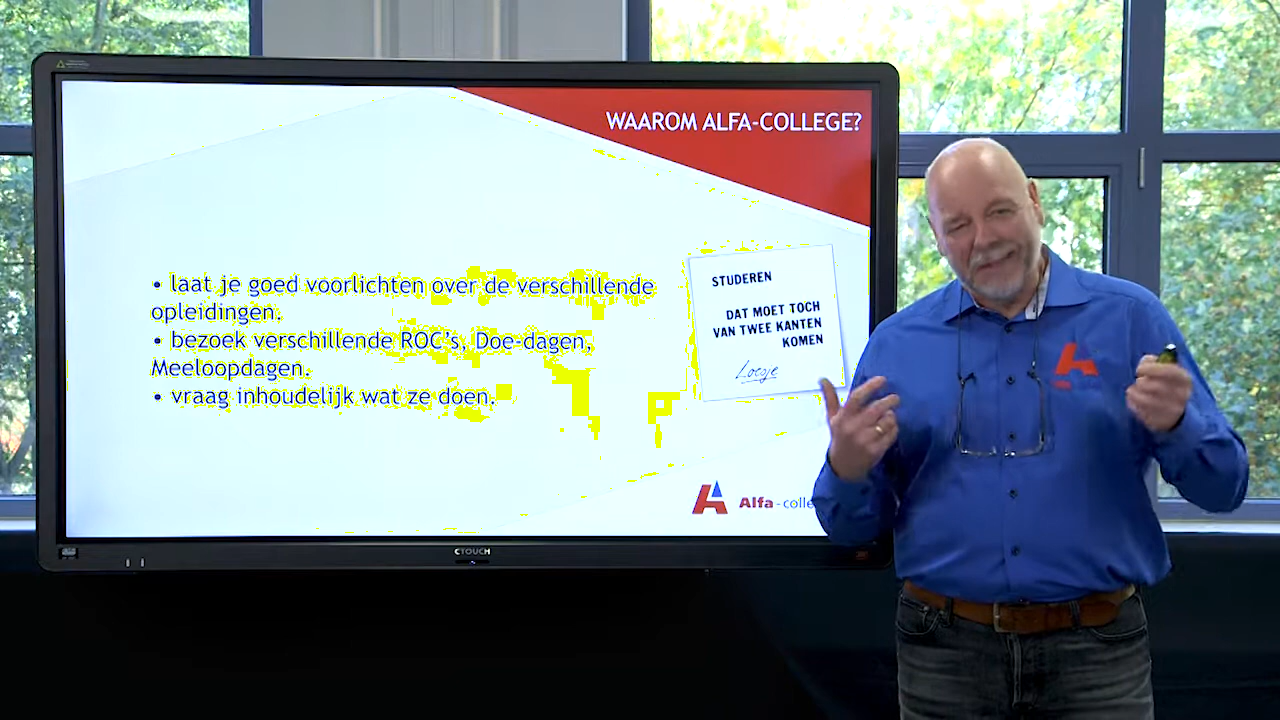 WAAROM ALFA-COLLEGE?
• laat je goed voorlichten over de verschillende
opleidingen.
• bezoek verschillende ROC's, Doe-dagen,
Meeloopdagen.
• vraag inhoudelijk wat ze doen.
STUDEREN
DAT MOET TOCH
VAN TWEE KANTEN
KOMEN
Loesje
Alfa-colle
CTOUCH